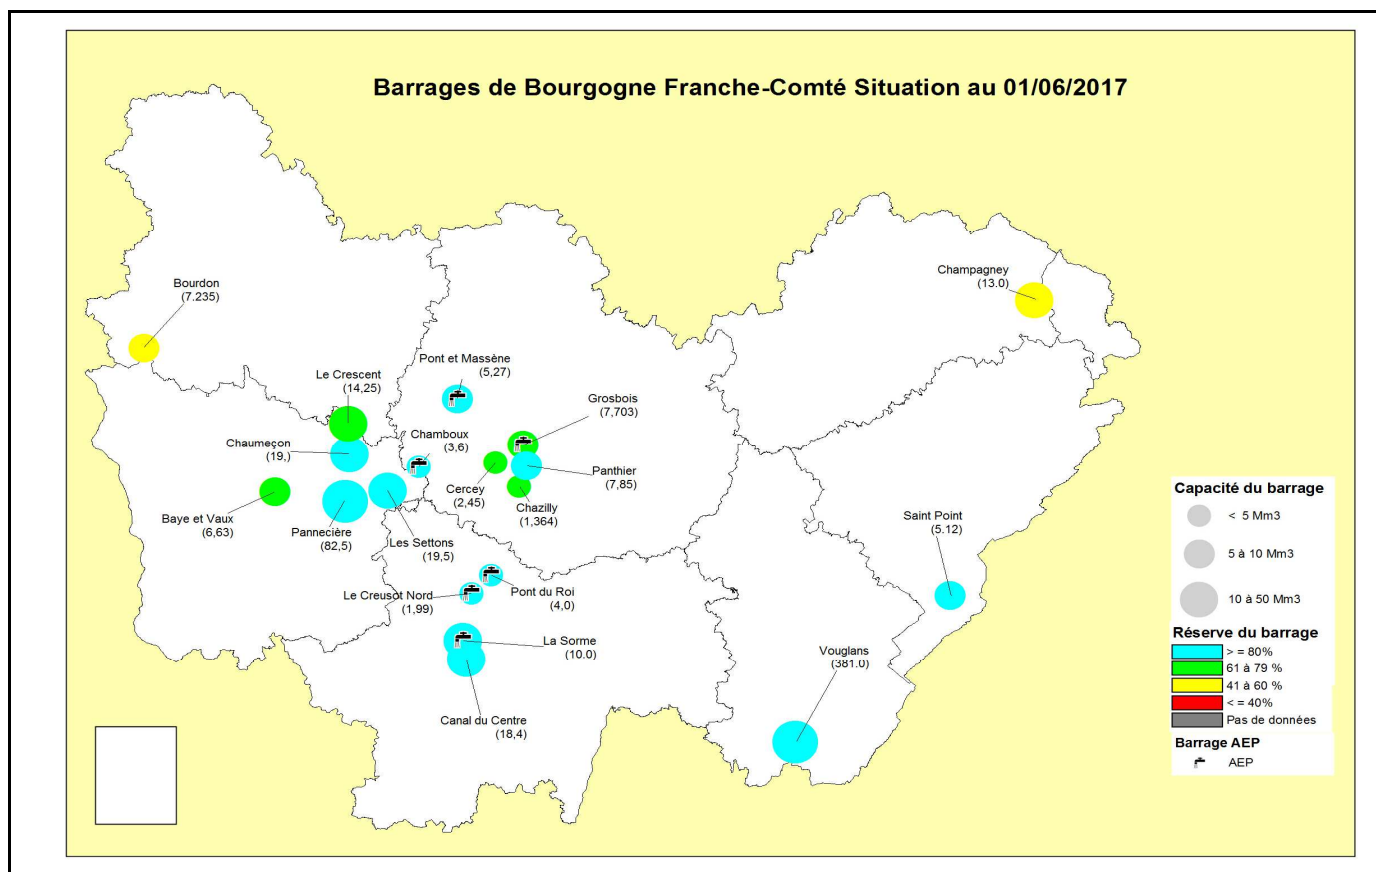 Barrages de Bourgogne Franche-Comté Situation au 01/06/2017
Bourdon
(7.235)
Champagney
(13.0)
Pont et Massène
(5,27)
Le Crescent
(14,25)
Grosbois
(7,703)
Chaumeçon
(19,)
Chamboux
(3,6)
Panthier
(7,85)
Cercey
(2,45)
Chazilly
(1,364)
Baye et Vaux
(6,63)
Pannecière
(82,5)
Les Settons
(19,5)
Saint Point
(5.12)
Le Creusot Nord
(1,99)
Pont du Roi
(4,0)
La Sorme
(10.0)
Vouglans
(381.0)
Canal du Centre
(18,4)
Capacité du barrage
< 5 Mm3
5 à 10 Mm3
10 à 50 Mm3
Réserve du barrage
> = 80%
61 à 79 %
41 à 60 %
< = 40%
Pas de données
Barrage AEP
AEP